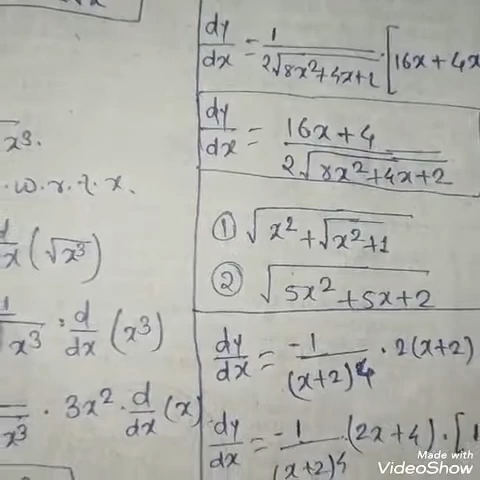 x³.
. w. r. t. x.
d/x (√x³)
1/√x³ : d/dx (x³)
/x³ · 3x² · d/dx (x)
dy/dx = 1/2√8x²+4x+2 · [16x + 4x
dy/dx = 16x + 4/2√8x²+4x+2
① √x² + √x²+1
② √5x² + 5x + 2
dy/dx = -1/(x+2)4 · 2(x+2)
dy/dx = -1/(x+2)4 · (2x+4) · [1
Made with
VideoShow